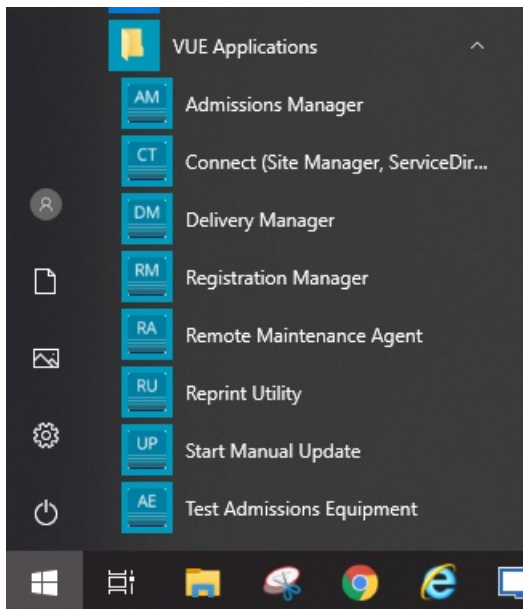 VUE Applications
AM Admissions Manager
CT Connect (Site Manager, ServiceDir...
DM Delivery Manager
RM Registration Manager
RA Remote Maintenance Agent
RU Reprint Utility
UP Start Manual Update
AE Test Admissions Equipment